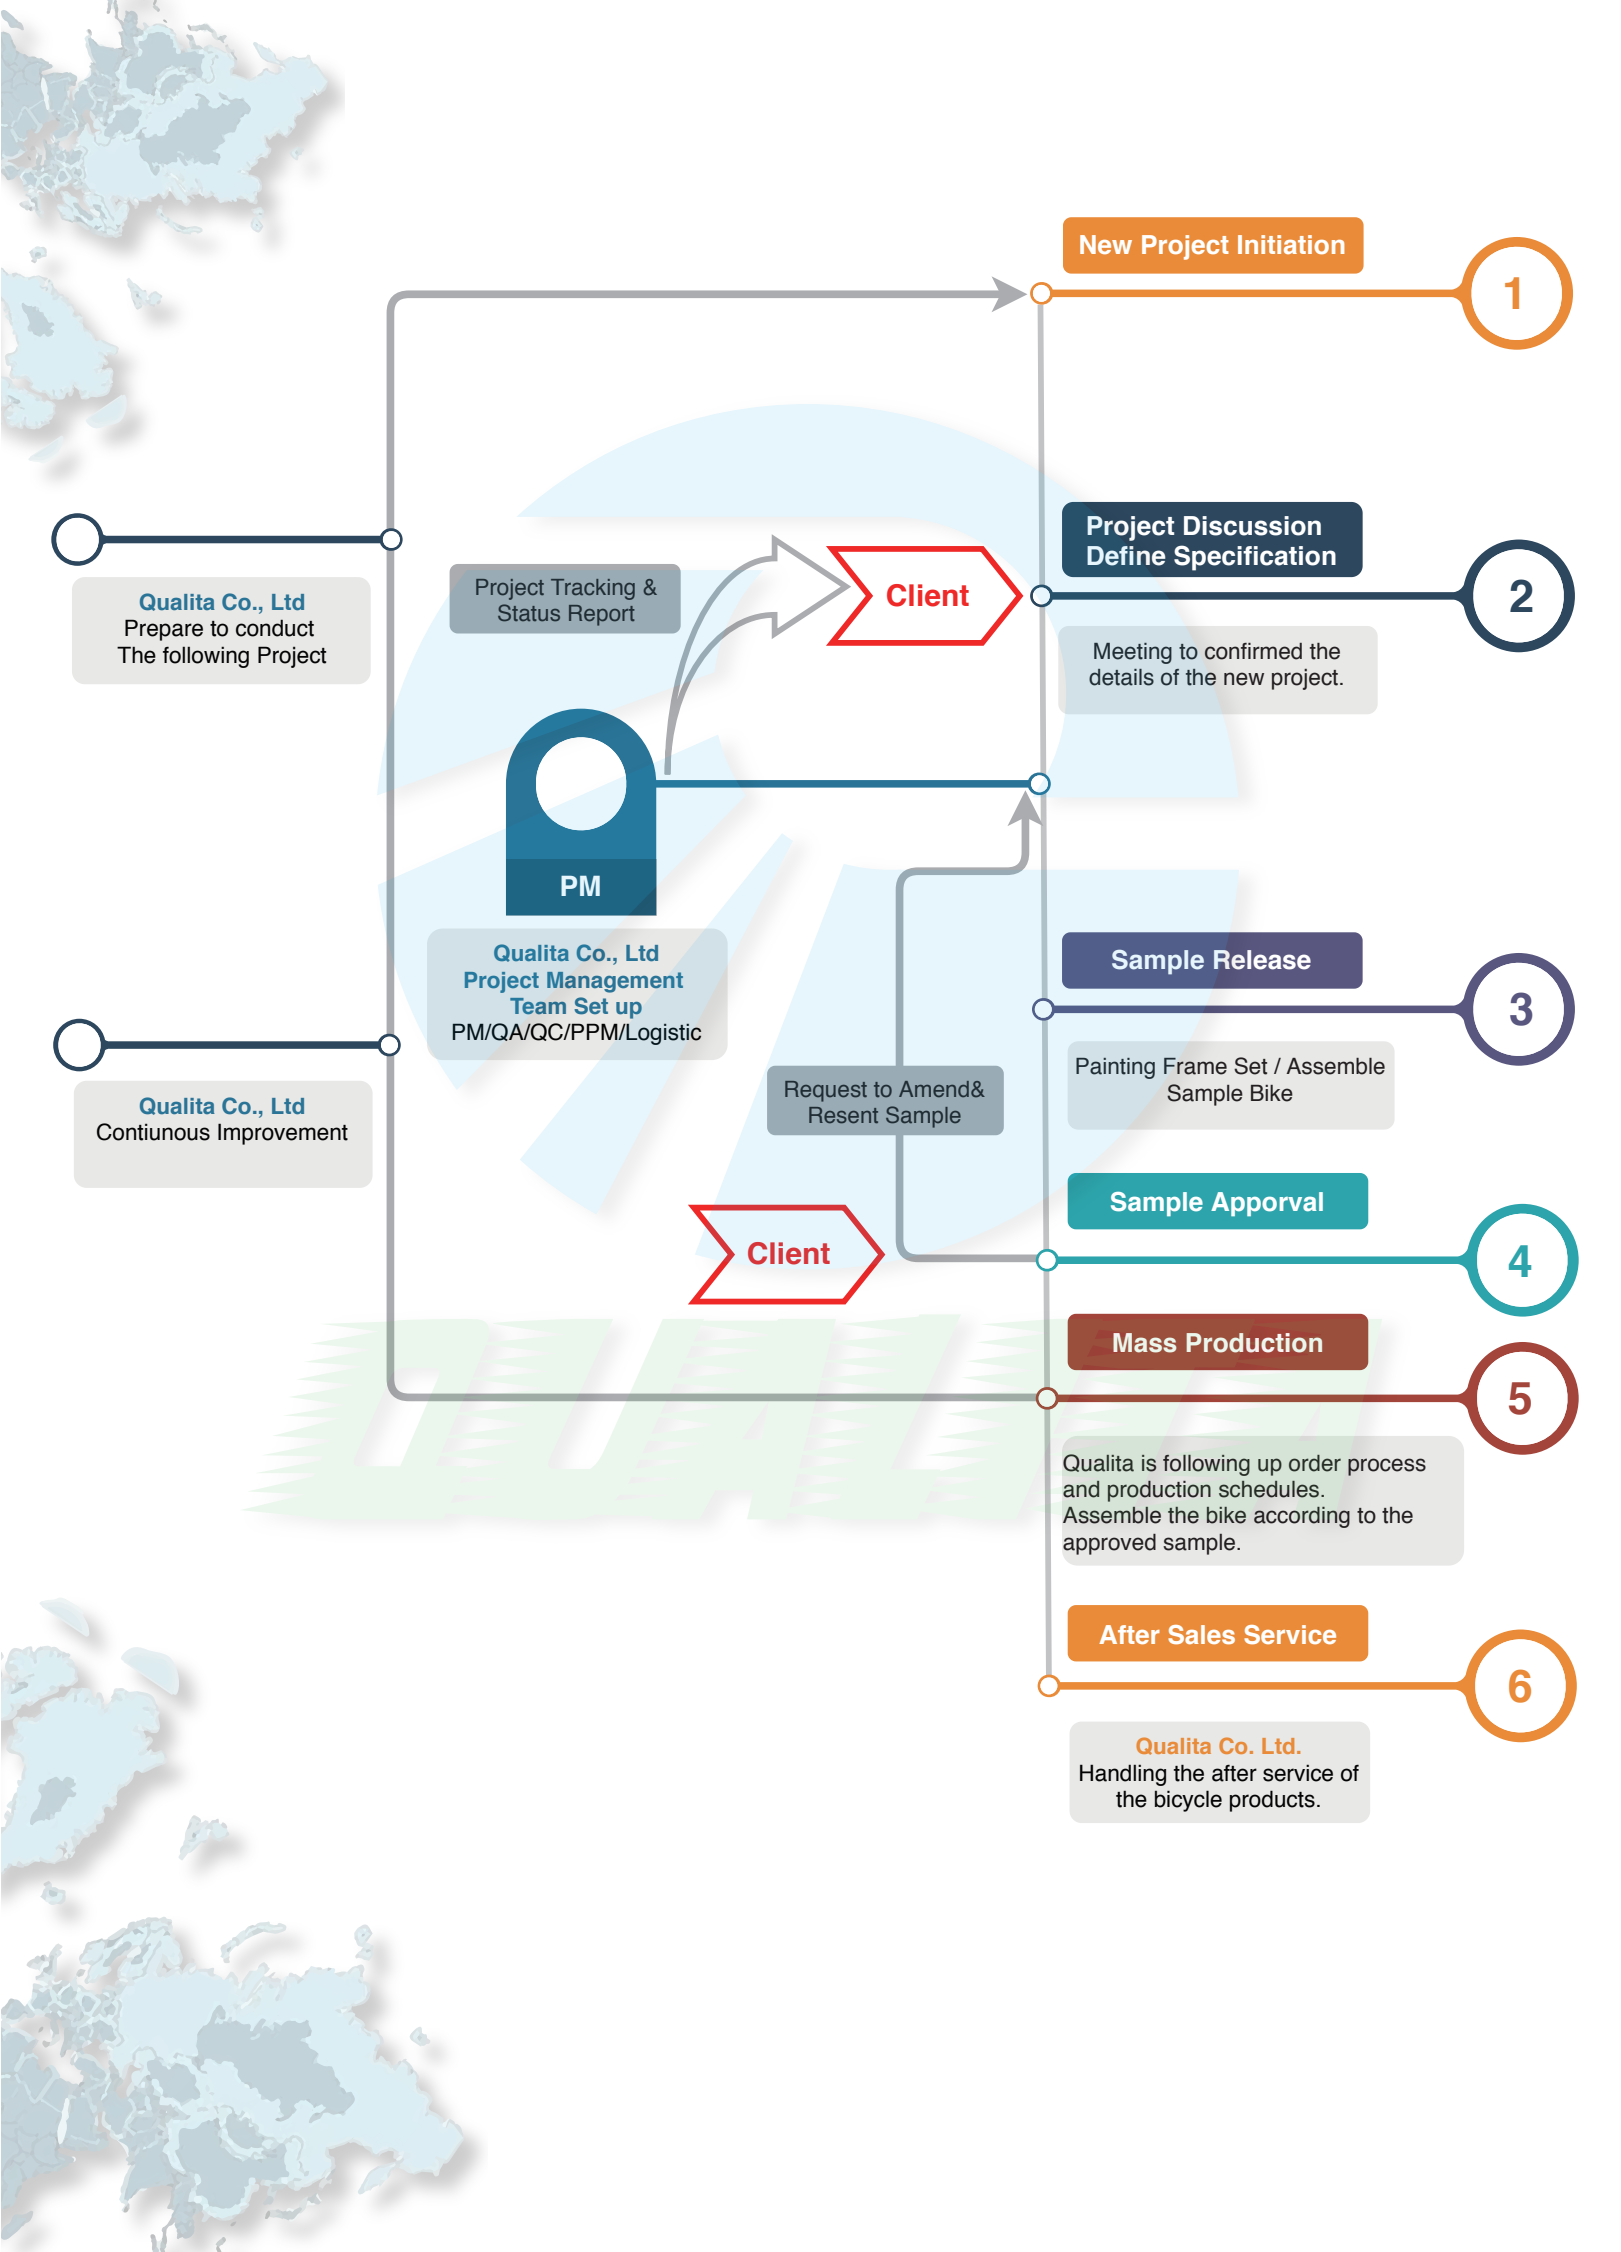 New Project Initiation
1
Project Discussion
Define Specification
2
Meeting to confirmed the
details of the new project.
Client
Project Tracking &
Status Report
Qualita Co., Ltd
Prepare to conduct
The following Project
PM
Qualita Co., Ltd
Project Management
Team Set up
PM/QA/QC/PPM/Logistic
Sample Release
3
Painting Frame Set / Assemble
Sample Bike
Qualita Co., Ltd
Contiunous Improvement
Request to Amend&
Resent Sample
Sample Apporval
4
Client
Mass Production
5
Qualita is following up order process
and production schedules.
Assemble the bike according to the
approved sample.
After Sales Service
6
Qualita Co. Ltd.
Handling the after service of
the bicycle products.
QUALITA